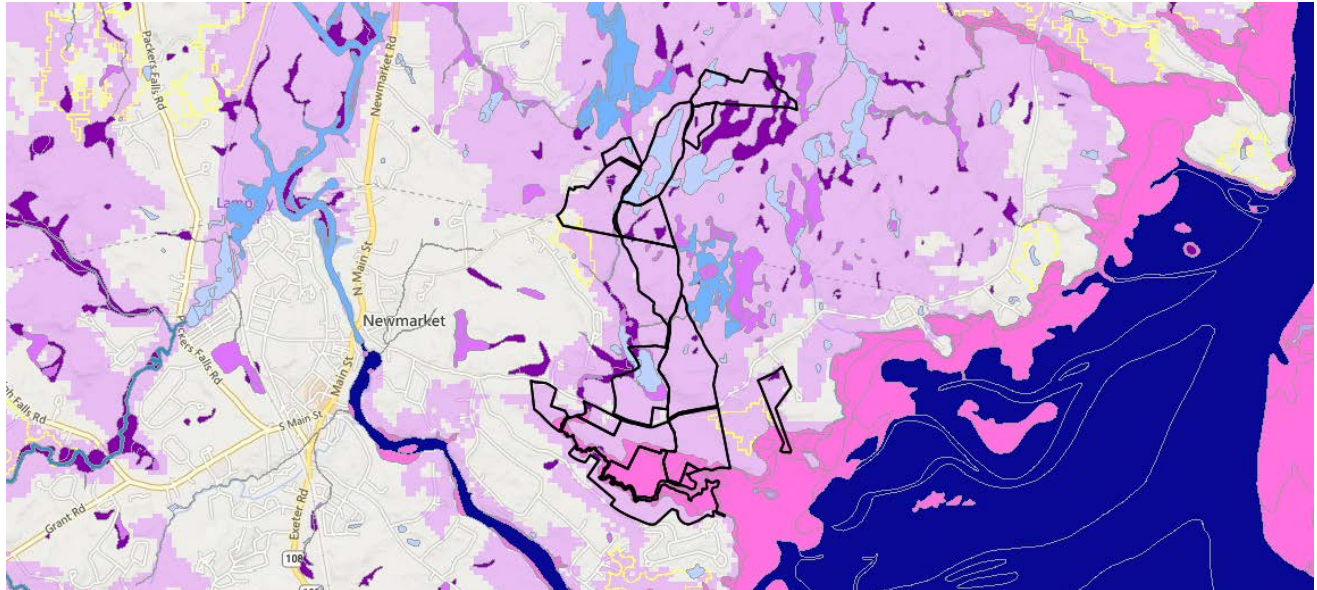 Packers Falls Rd
Newmarket Rd
N Main St
Newmarket
Packers Falls Rd
Main St
S Main St
Grant Rd
Exeter Rd
108